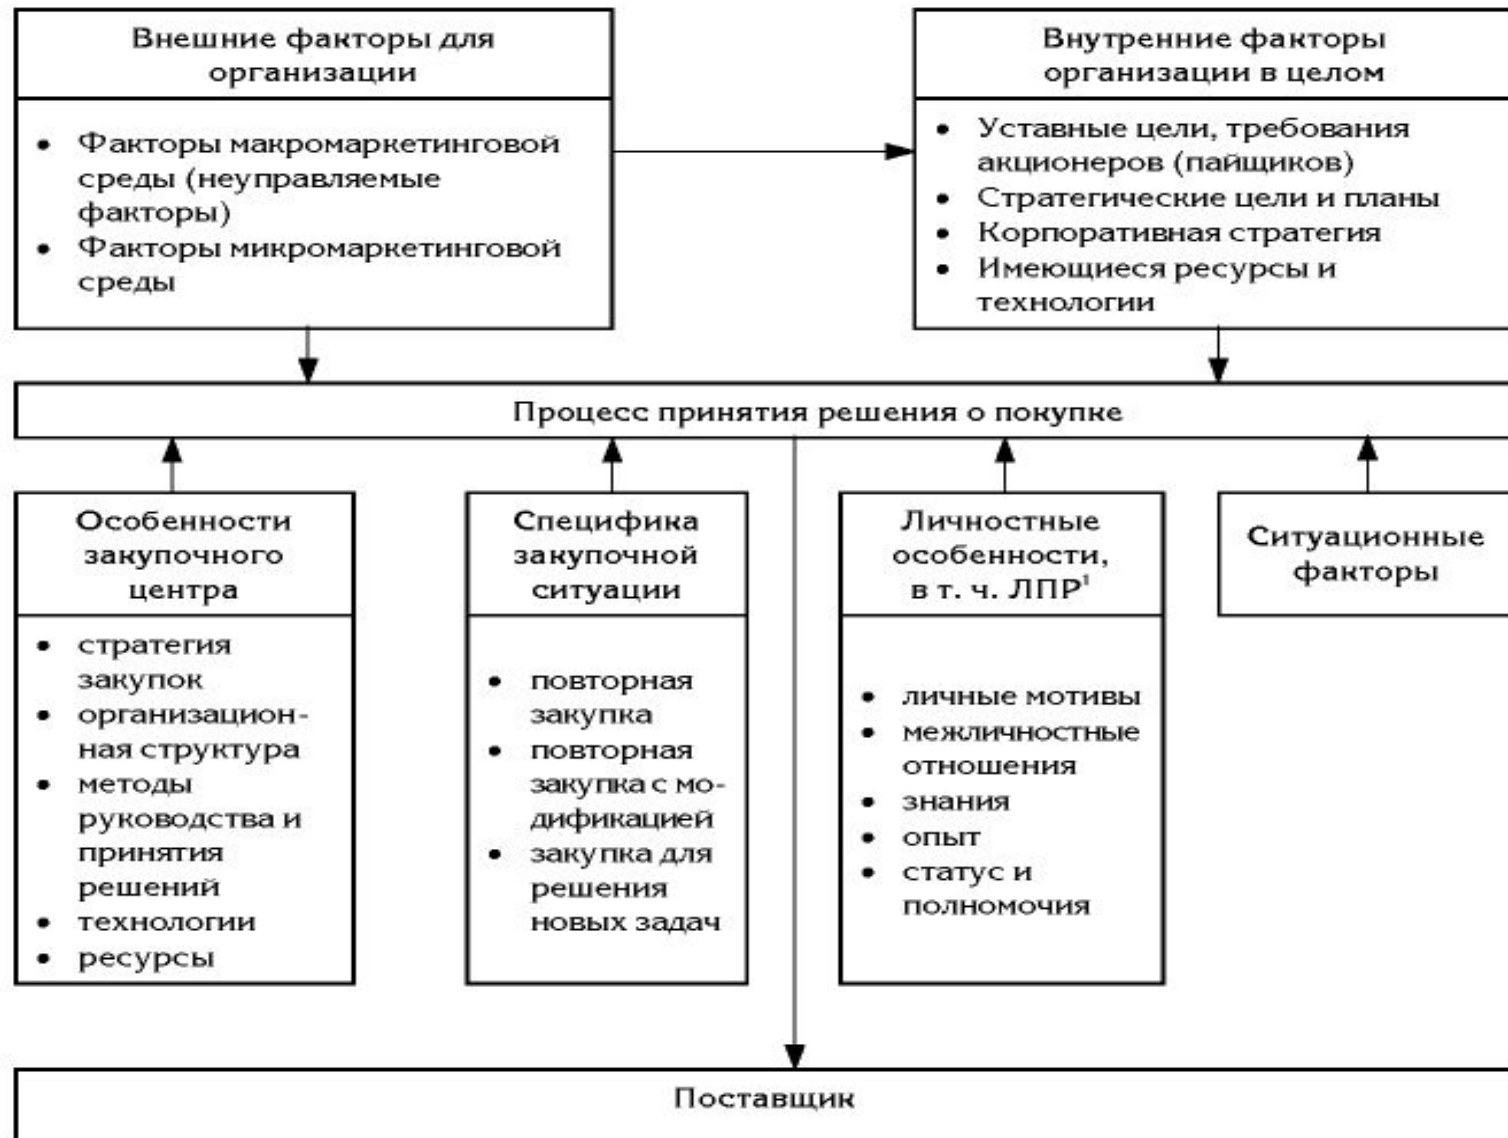 Внешние факторы для
организации
• Факторы макромаркетинговой
среды (неуправляемые
факторы)
• Факторы микромаркетинговой
среды
Внутренние факторы
организации в целом
• Уставные цели, требования
акционеров (пайщиков)
• Стратегические цели и планы
• Корпоративная стратегия
• Имеющиеся ресурсы и
технологии
Процесс принятия решения о покупке
Особенности
закупочного
центра
• стратегия
закупок
• организацион-
ная структура
• методы
руководства и
принятия
решений
• технологии
• ресурсы
Специфика
закупочной
ситуации
• повторная
закупка
• повторная
закупка с мо-
дификацией
• закупка для
решения
новых задач
Личностные
особенности,
в т. ч. ЛПР¹
• личные мотивы
• межличностные
отношения
• знания
• опыт
• статус и
полномочия
Ситуационные
факторы
Поставщик